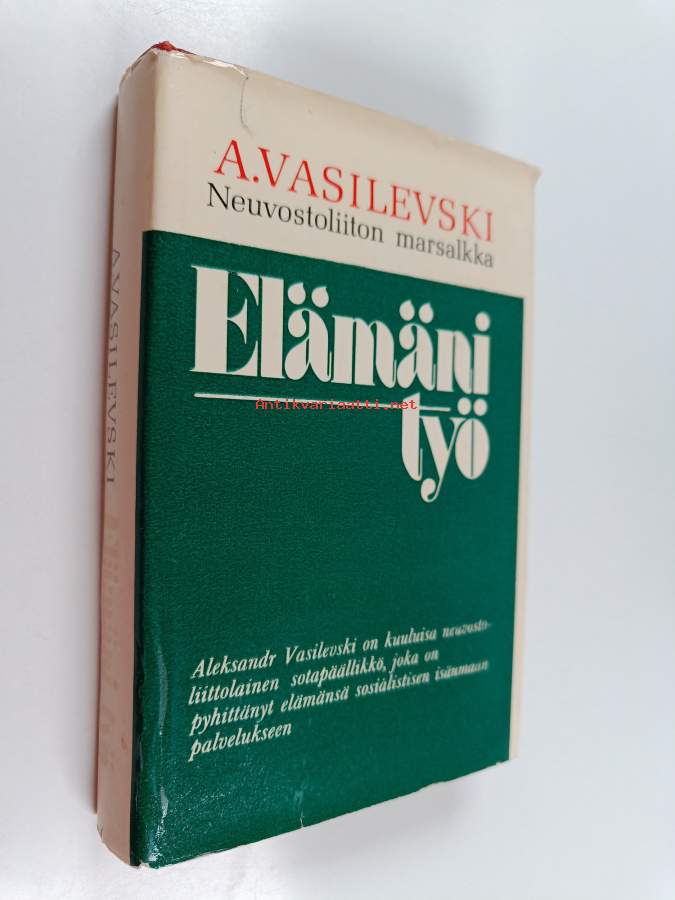 A.VASILEVSKI
Neuvostoliiton marsalkka
Elämäni
työ
Antikvariaatti.net
Aleksandr Vasilevski on kuuluisa neuvosto-
liittolainen sotapäällikkö, joka on
pyhittänyt elämänsä sosialistisen isänmaan
palvelukseen
A.VASILEVSKI